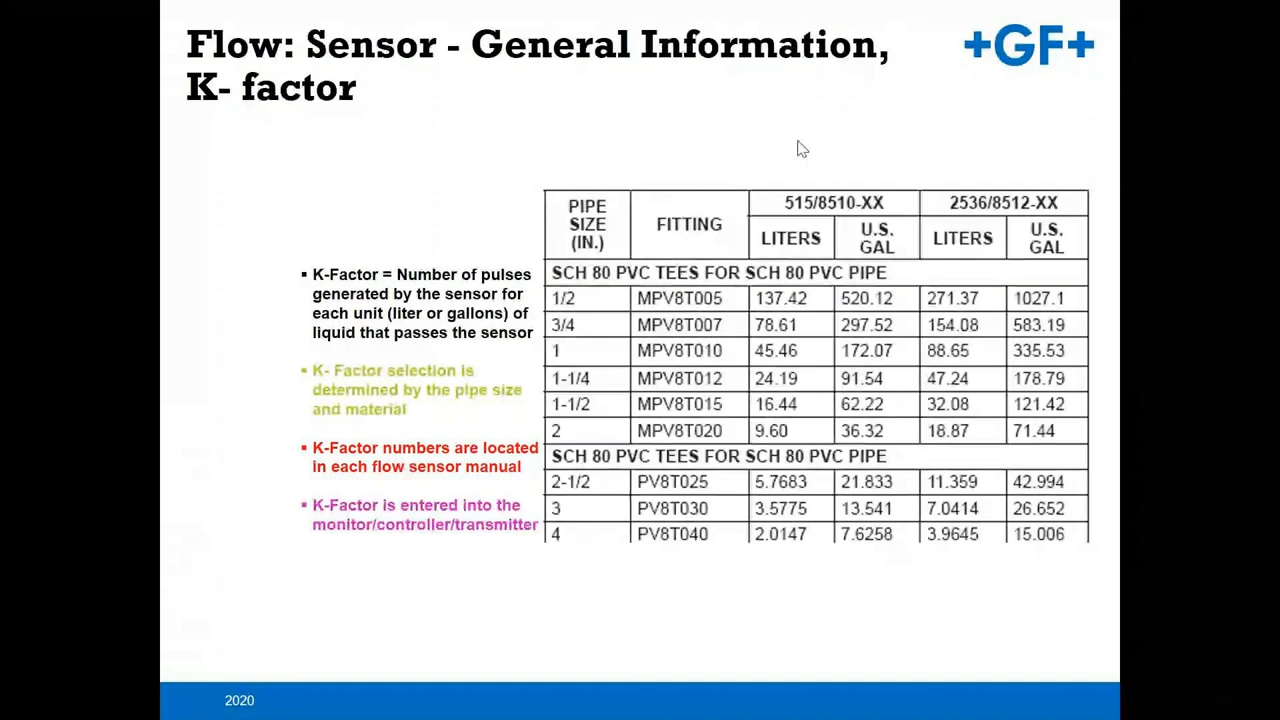 Flow: Sensor - General Information,
K- factor
+GF+
▪ K-Factor = Number of pulses
generated by the sensor for
each unit (liter or gallons) of
liquid that passes the sensor
▪ K- Factor selection is
determined by the pipe size
and material
▪ K-Factor numbers are located
in each flow sensor manual
▪ K-Factor is entered into the
monitor/controller/transmitter
PIPE SIZE (IN.) FITTING 515/8510-XX 2536/8512-XX
LITERS U.S. GAL LITERS U.S. GAL
SCH 80 PVC TEES FOR SCH 80 PVC PIPE
1/2 MPV8T005 137.42 520.12 271.37 1027.1
3/4 MPV8T007 78.61 297.52 154.08 583.19
1 MPV8T010 45.46 172.07 88.65 335.53
1-1/4 MPV8T012 24.19 91.54 47.24 178.79
1-1/2 MPV8T015 16.44 62.22 32.08 121.42
2 MPV8T020 9.60 36.32 18.87 71.44
SCH 80 PVC TEES FOR SCH 80 PVC PIPE
2-1/2 PV8T025 5.7683 21.833 11.359 42.994
3 PV8T030 3.5775 13.541 7.0414 26.652
4 PV8T040 2.0147 7.6258 3.9645 15.006
2020